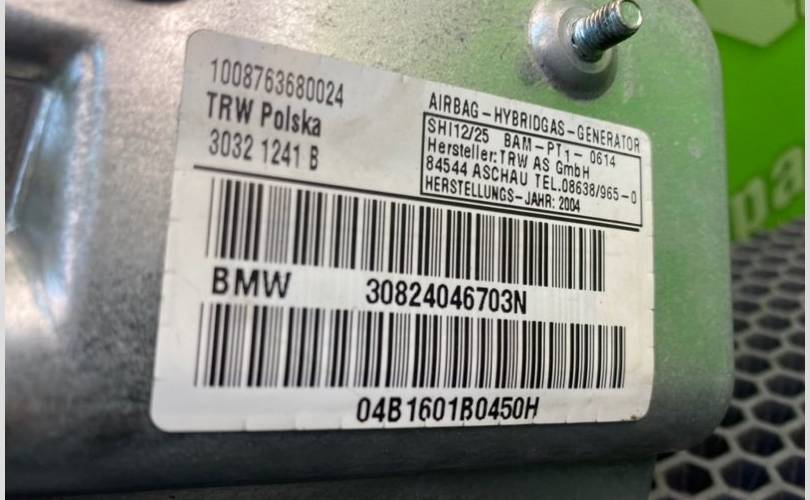 1008763680024
TRW Polska
3032 1241 B
AIRBAG-HYBRIDGAS-GENERATOR
SHI12/25 BAM-PT1- 0614
Hersteller: TRW AS GmbH
84544 ASCHAU TEL.08638/965-0
HERSTELLUNGS-JAHR: 2004
BMW 30824046703N
04B1601B0450H
pa